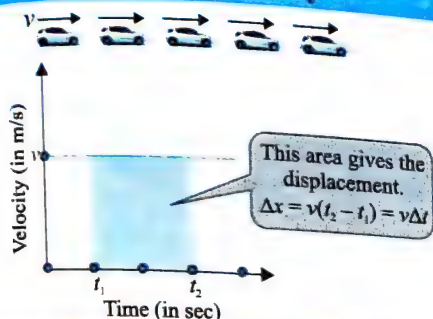 v
Velocity (in m/s)
v
This area gives the
displacement.
Δx = v(t₂ – t₁) = vΔt
t₁
t₂
Time (in sec)